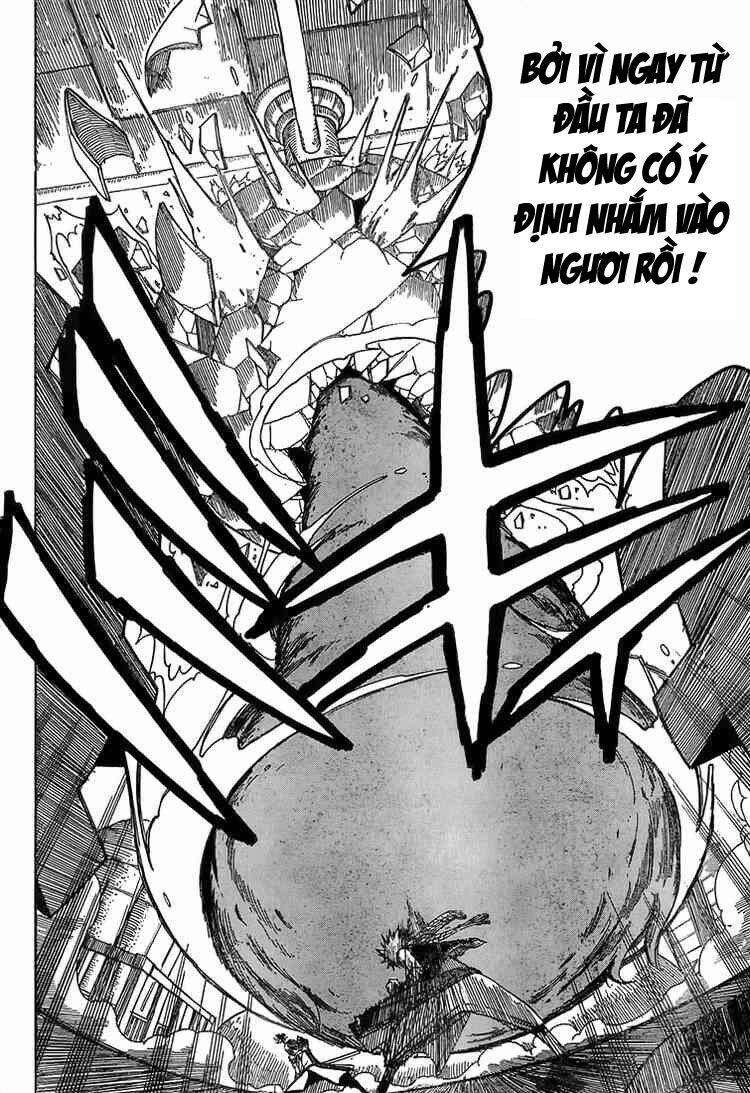 BỞI VÌ NGAY TỪ
ĐẦU TA ĐÃ
KHÔNG CÓ Ý
ĐỊNH NHẮM VÀO
NGƯƠI RỒI !